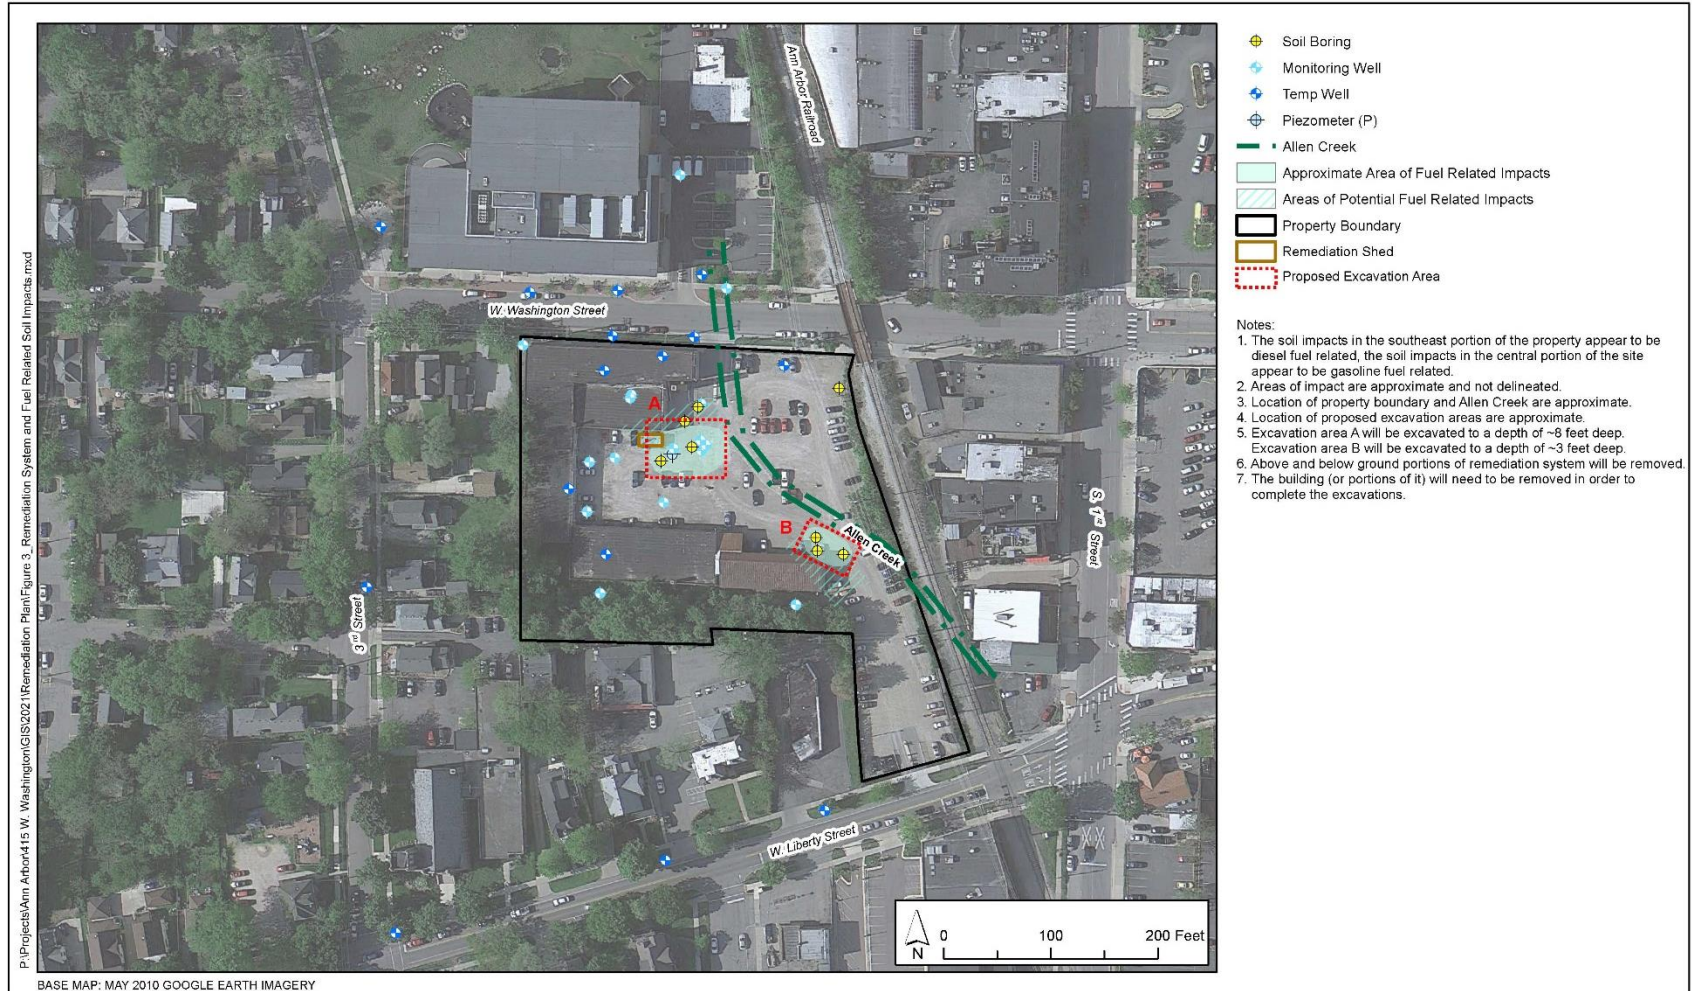 P:\Projects\Ann Arbor\415 W. Washington\GIS\2021\Remediation Plan\Figure 3_Remediation System and Fuel Related Soil Impacts.mxd
Ann Arbor Railroad
W. Washington Street
A
B
Allen Creek
3rd Street
S. 1st Street
W. Liberty Street
N
0 100 200 Feet
BASE MAP: MAY 2010 GOOGLE EARTH IMAGERY
Soil Boring
Monitoring Well
Temp Well
Piezometer (P)
Allen Creek
Approximate Area of Fuel Related Impacts
Areas of Potential Fuel Related Impacts
Property Boundary
Remediation Shed
Proposed Excavation Area
Notes:
1. The soil impacts in the southeast portion of the property appear to be
diesel fuel related, the soil impacts in the central portion of the site
appear to be gasoline fuel related.
2. Areas of impact are approximate and not delineated.
3. Location of property boundary and Allen Creek are approximate.
4. Location of proposed excavation areas are approximate.
5. Excavation area A will be excavated to a depth of ~8 feet deep.
Excavation area B will be excavated to a depth of ~3 feet deep.
6. Above and below ground portions of remediation system will be removed.
7. The building (or portions of it) will need to be removed in order to
complete the excavations.